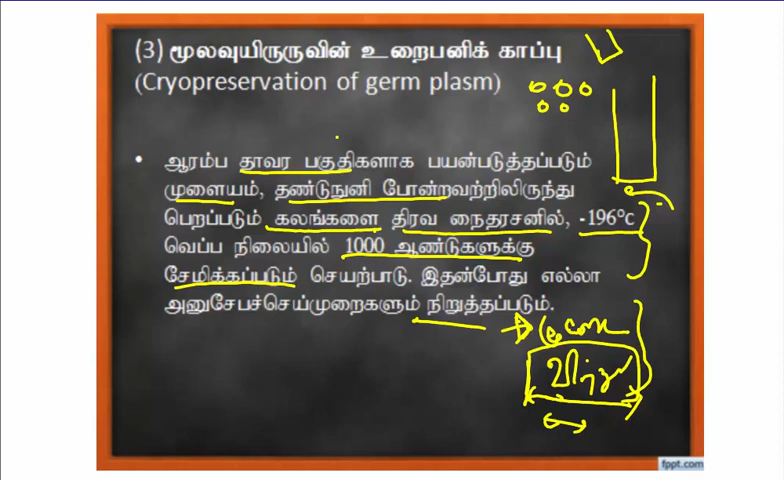 (3) மூலவுயிருருவின் உறைபனிக் காப்பு
(Cryopreservation of germ plasm)
• ஆரம்ப தாவர பகுதிகளாக பயன்படுத்தப்படும்
முளையம், தண்டுநுனி போன்றவற்றிலிருந்து
பெறப்படும் கலங்களை திரவ நைதரசனில், -196°c
வெப்ப நிலையில் 1000 ஆண்டுகளுக்கு
சேமிக்கப்படும் செயற்பாடு. இதன்போது எல்லா
அனுசேபச்செய்முறைகளும் நிறுத்தப்படும்.
fppt.com